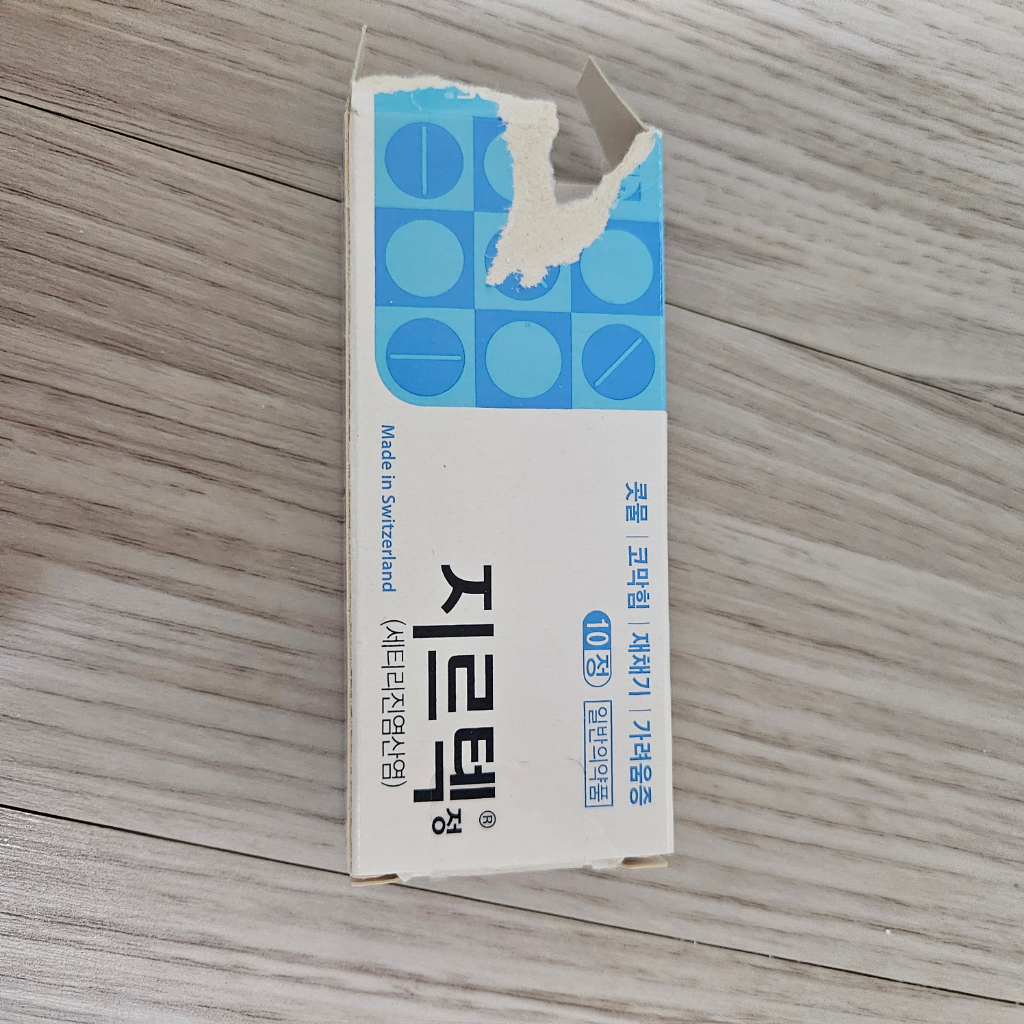 콧물 | 코막힘 | 재채기 | 가려움증
10정 일반의약품
지르텍®정
(세티리진염산염)
Made in Switzerland